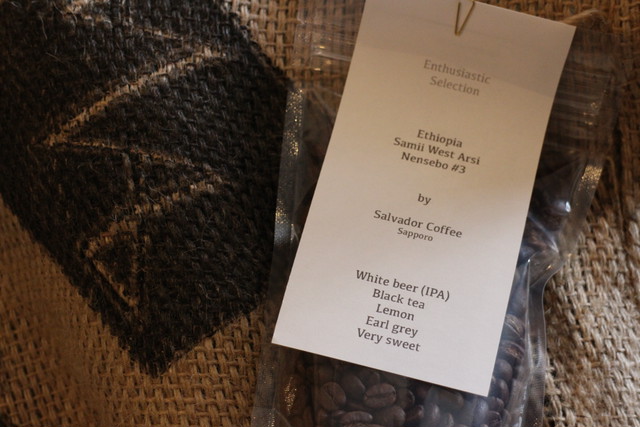 Enthusiastic
Selection
Ethiopia
Samii West Arsi
Nensebo #3
by
Salvador Coffee
Sapporo
White beer (IPA)
Black tea
Lemon
Earl grey
Very sweet